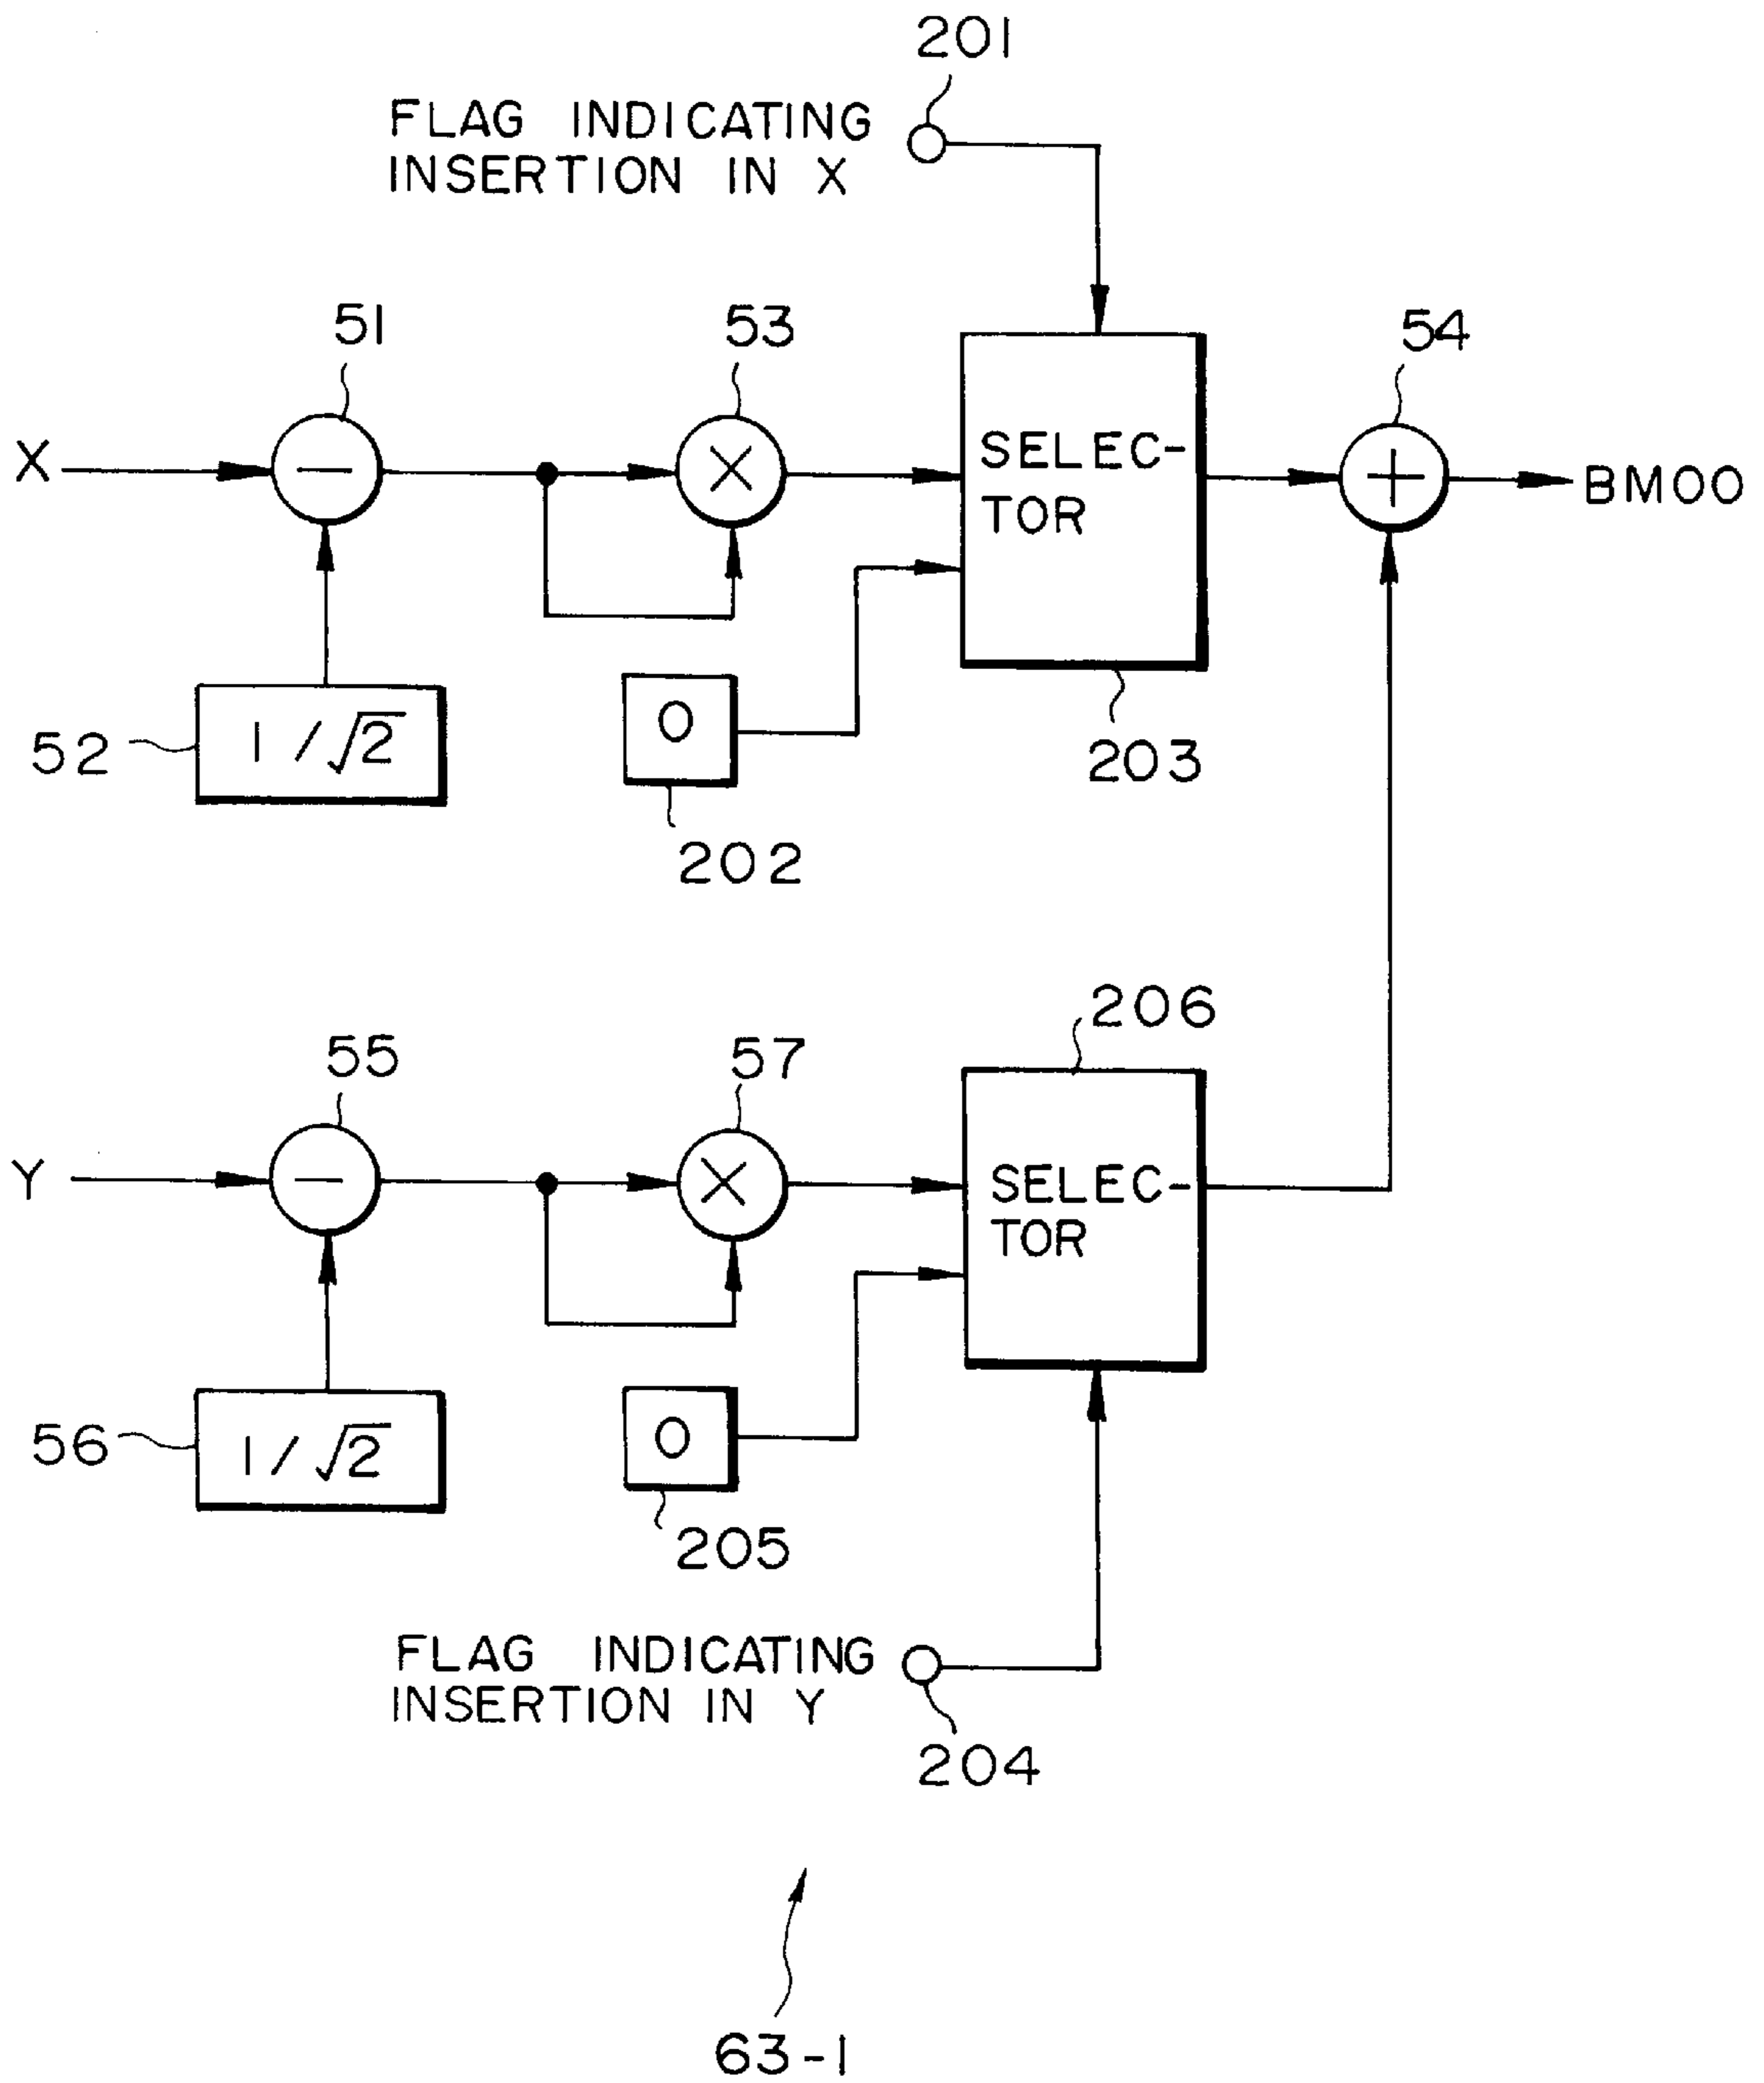 201
FLAG INDICATING
INSERTION IN X
51
53
54
X
−
×
SELEC-
TOR
+
BM00
52
1/√2
0
203
202
206
55
57
Y
−
×
SELEC-
TOR
56
1/√2
0
205
FLAG INDICATING
INSERTION IN Y
204
63-1